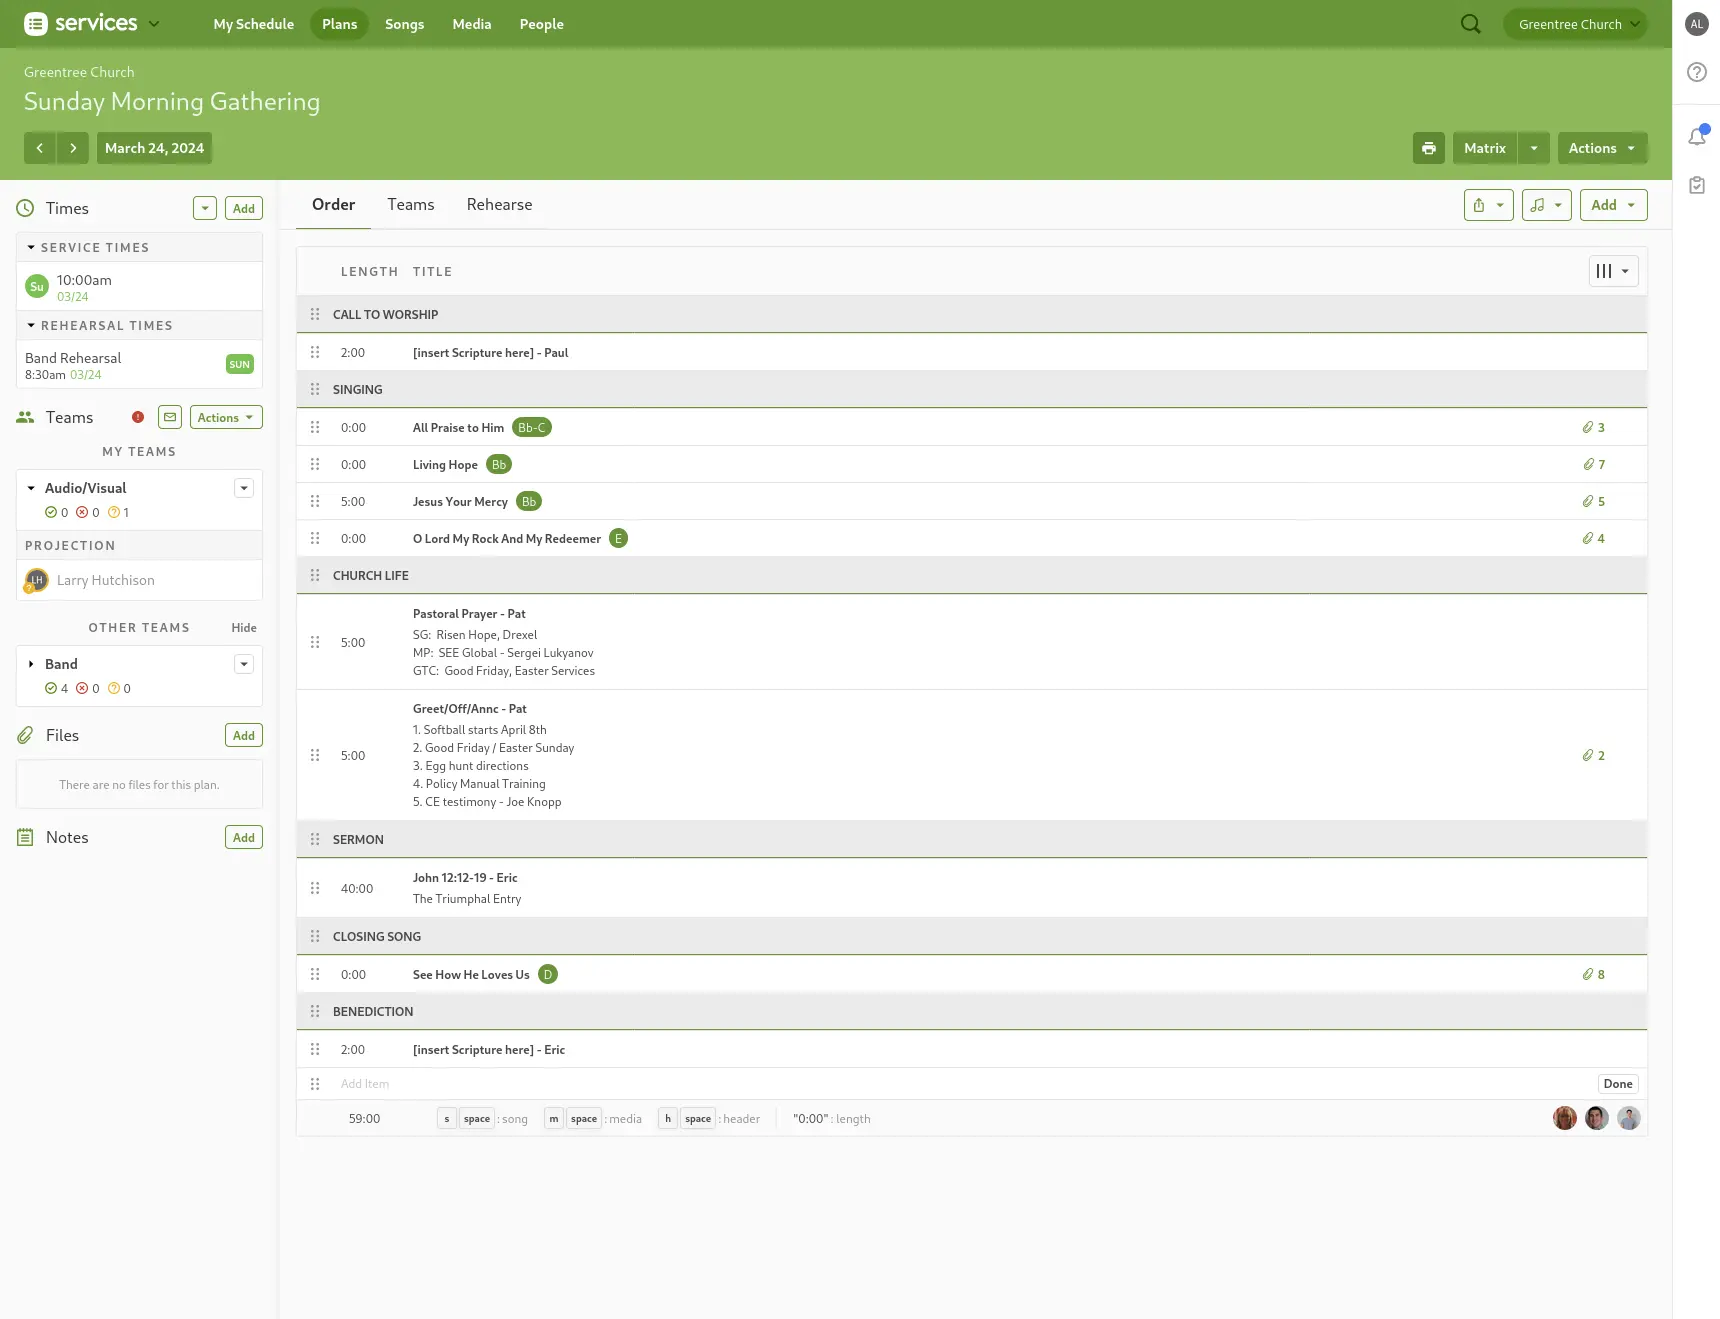 services
My Schedule
Plans
Songs
Media
People
Greentree Church
AL
Greentree Church
Sunday Morning Gathering
March 24, 2024
Matrix
Actions
Times
Add
SERVICE TIMES
Su
10:00am
03/24
REHEARSAL TIMES
Band Rehearsal
8:30am 03/24
SUN
Teams
Actions
MY TEAMS
Audio/Visual
0 0 1
PROJECTION
LH
Larry Hutchison
OTHER TEAMS
Hide
Band
4 0 0
Files
Add
There are no files for this plan.
Notes
Add
Order
Teams
Rehearse
Add
LENGTH TITLE
CALL TO WORSHIP
2:00 [insert Scripture here] - Paul
SINGING
0:00 All Praise to Him Bb-C 3
0:00 Living Hope Bb 7
5:00 Jesus Your Mercy Bb 5
0:00 O Lord My Rock And My Redeemer E 4
CHURCH LIFE
5:00
Pastoral Prayer - Pat
SG: Risen Hope, Drexel
MP: SEE Global - Sergei Lukyanov
GTC: Good Friday, Easter Services
5:00
Greet/Off/Annc - Pat
1. Softball starts April 8th
2. Good Friday / Easter Sunday
3. Egg hunt directions
4. Policy Manual Training
5. CE testimony - Joe Knopp
2
SERMON
40:00
John 12:12-19 - Eric
The Triumphal Entry
CLOSING SONG
0:00 See How He Loves Us D 8
BENEDICTION
2:00 [insert Scripture here] - Eric
Add Item
Done
59:00 s space : song m space : media h space : header "0:00" : length